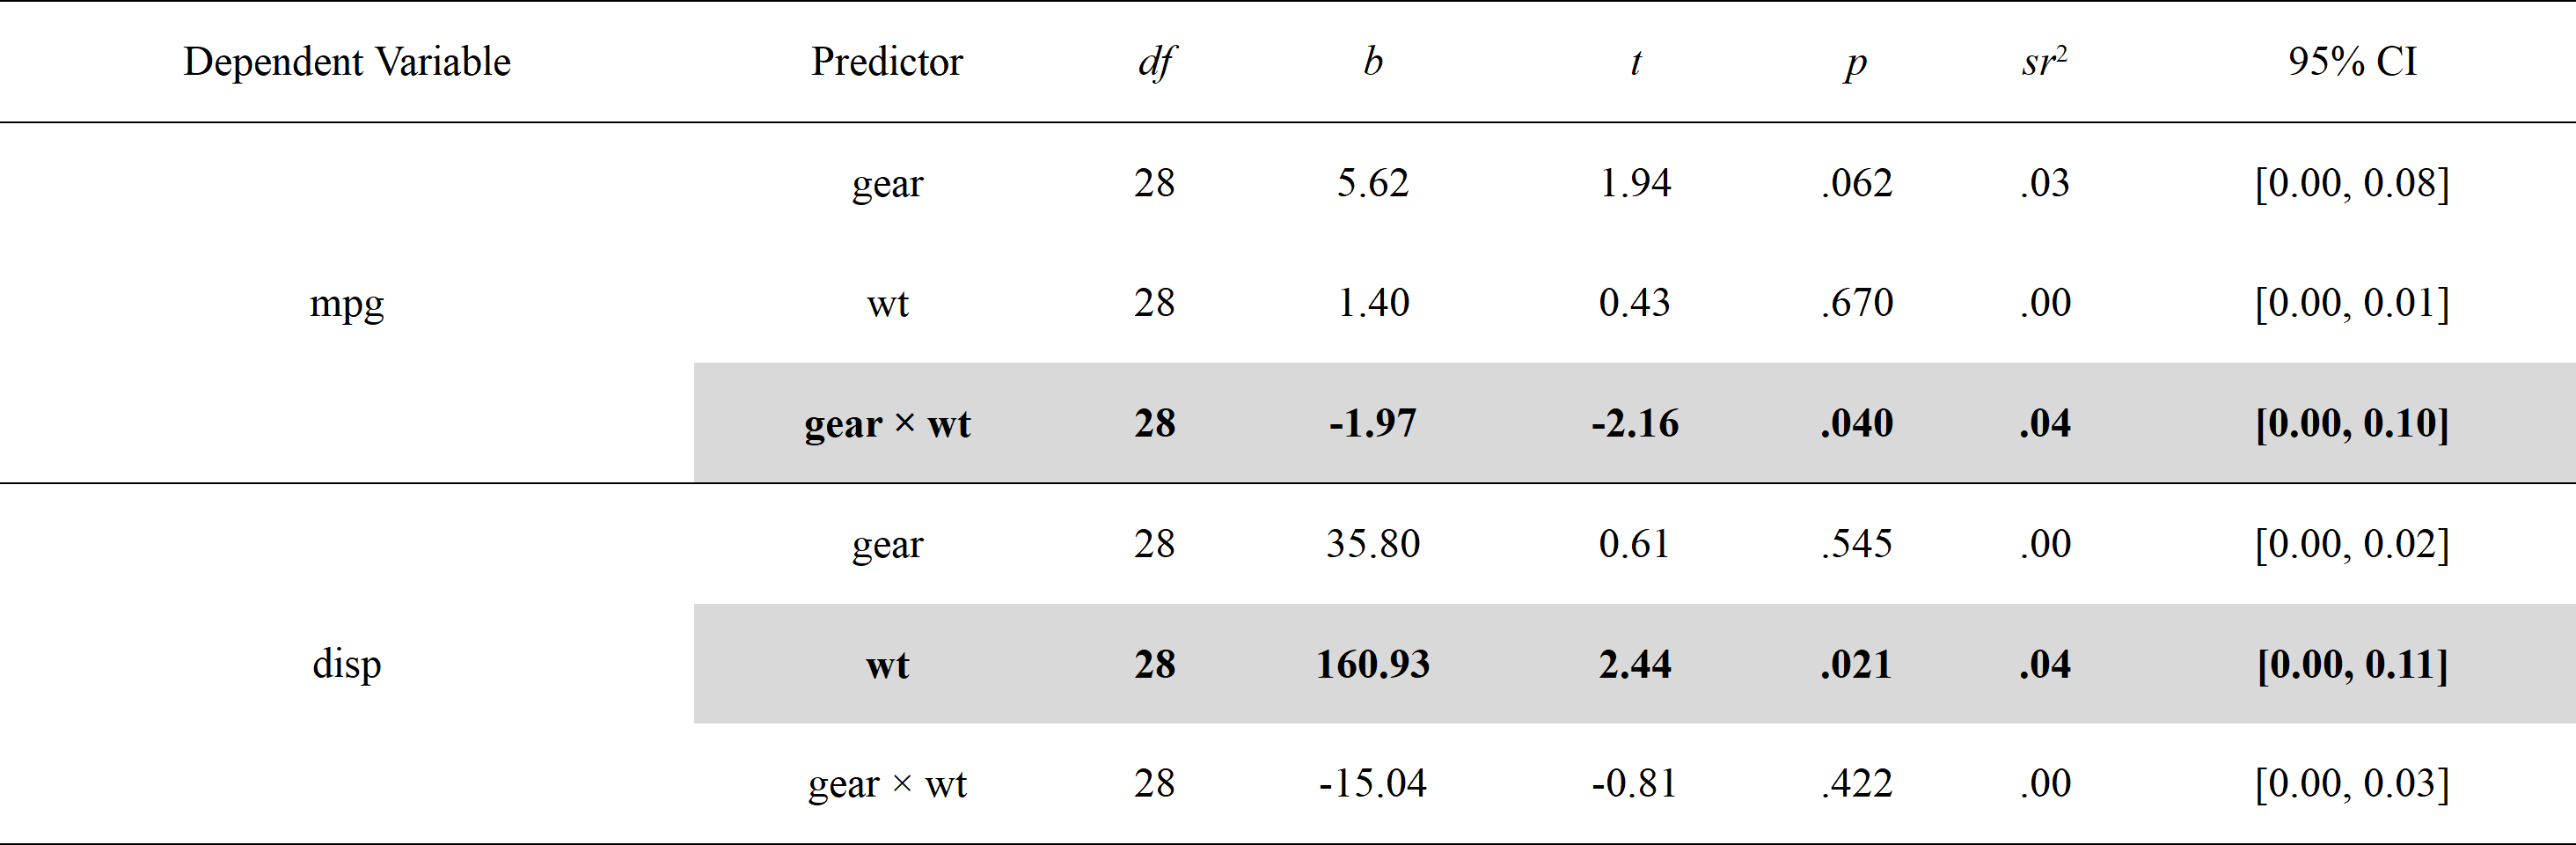 Dependent Variable Predictor df b t p sr² 95% CI
gear 28 5.62 1.94 .062 .03 [0.00, 0.08]
mpg wt 28 1.40 0.43 .670 .00 [0.00, 0.01]
gear × wt 28 -1.97 -2.16 .040 .04 [0.00, 0.10]
gear 28 35.80 0.61 .545 .00 [0.00, 0.02]
disp wt 28 160.93 2.44 .021 .04 [0.00, 0.11]
gear × wt 28 -15.04 -0.81 .422 .00 [0.00, 0.03]